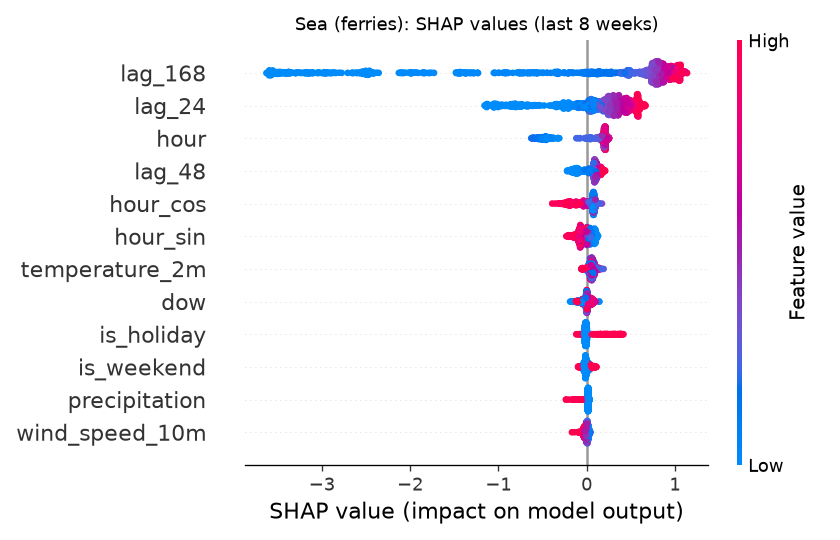 Sea (ferries): SHAP values (last 8 weeks)
High
lag_168
lag_24
hour
lag_48
hour_cos
hour_sin
temperature_2m
dow
is_holiday
is_weekend
precipitation
wind_speed_10m
Feature value
Low
−3 −2 −1 0 1
SHAP value (impact on model output)